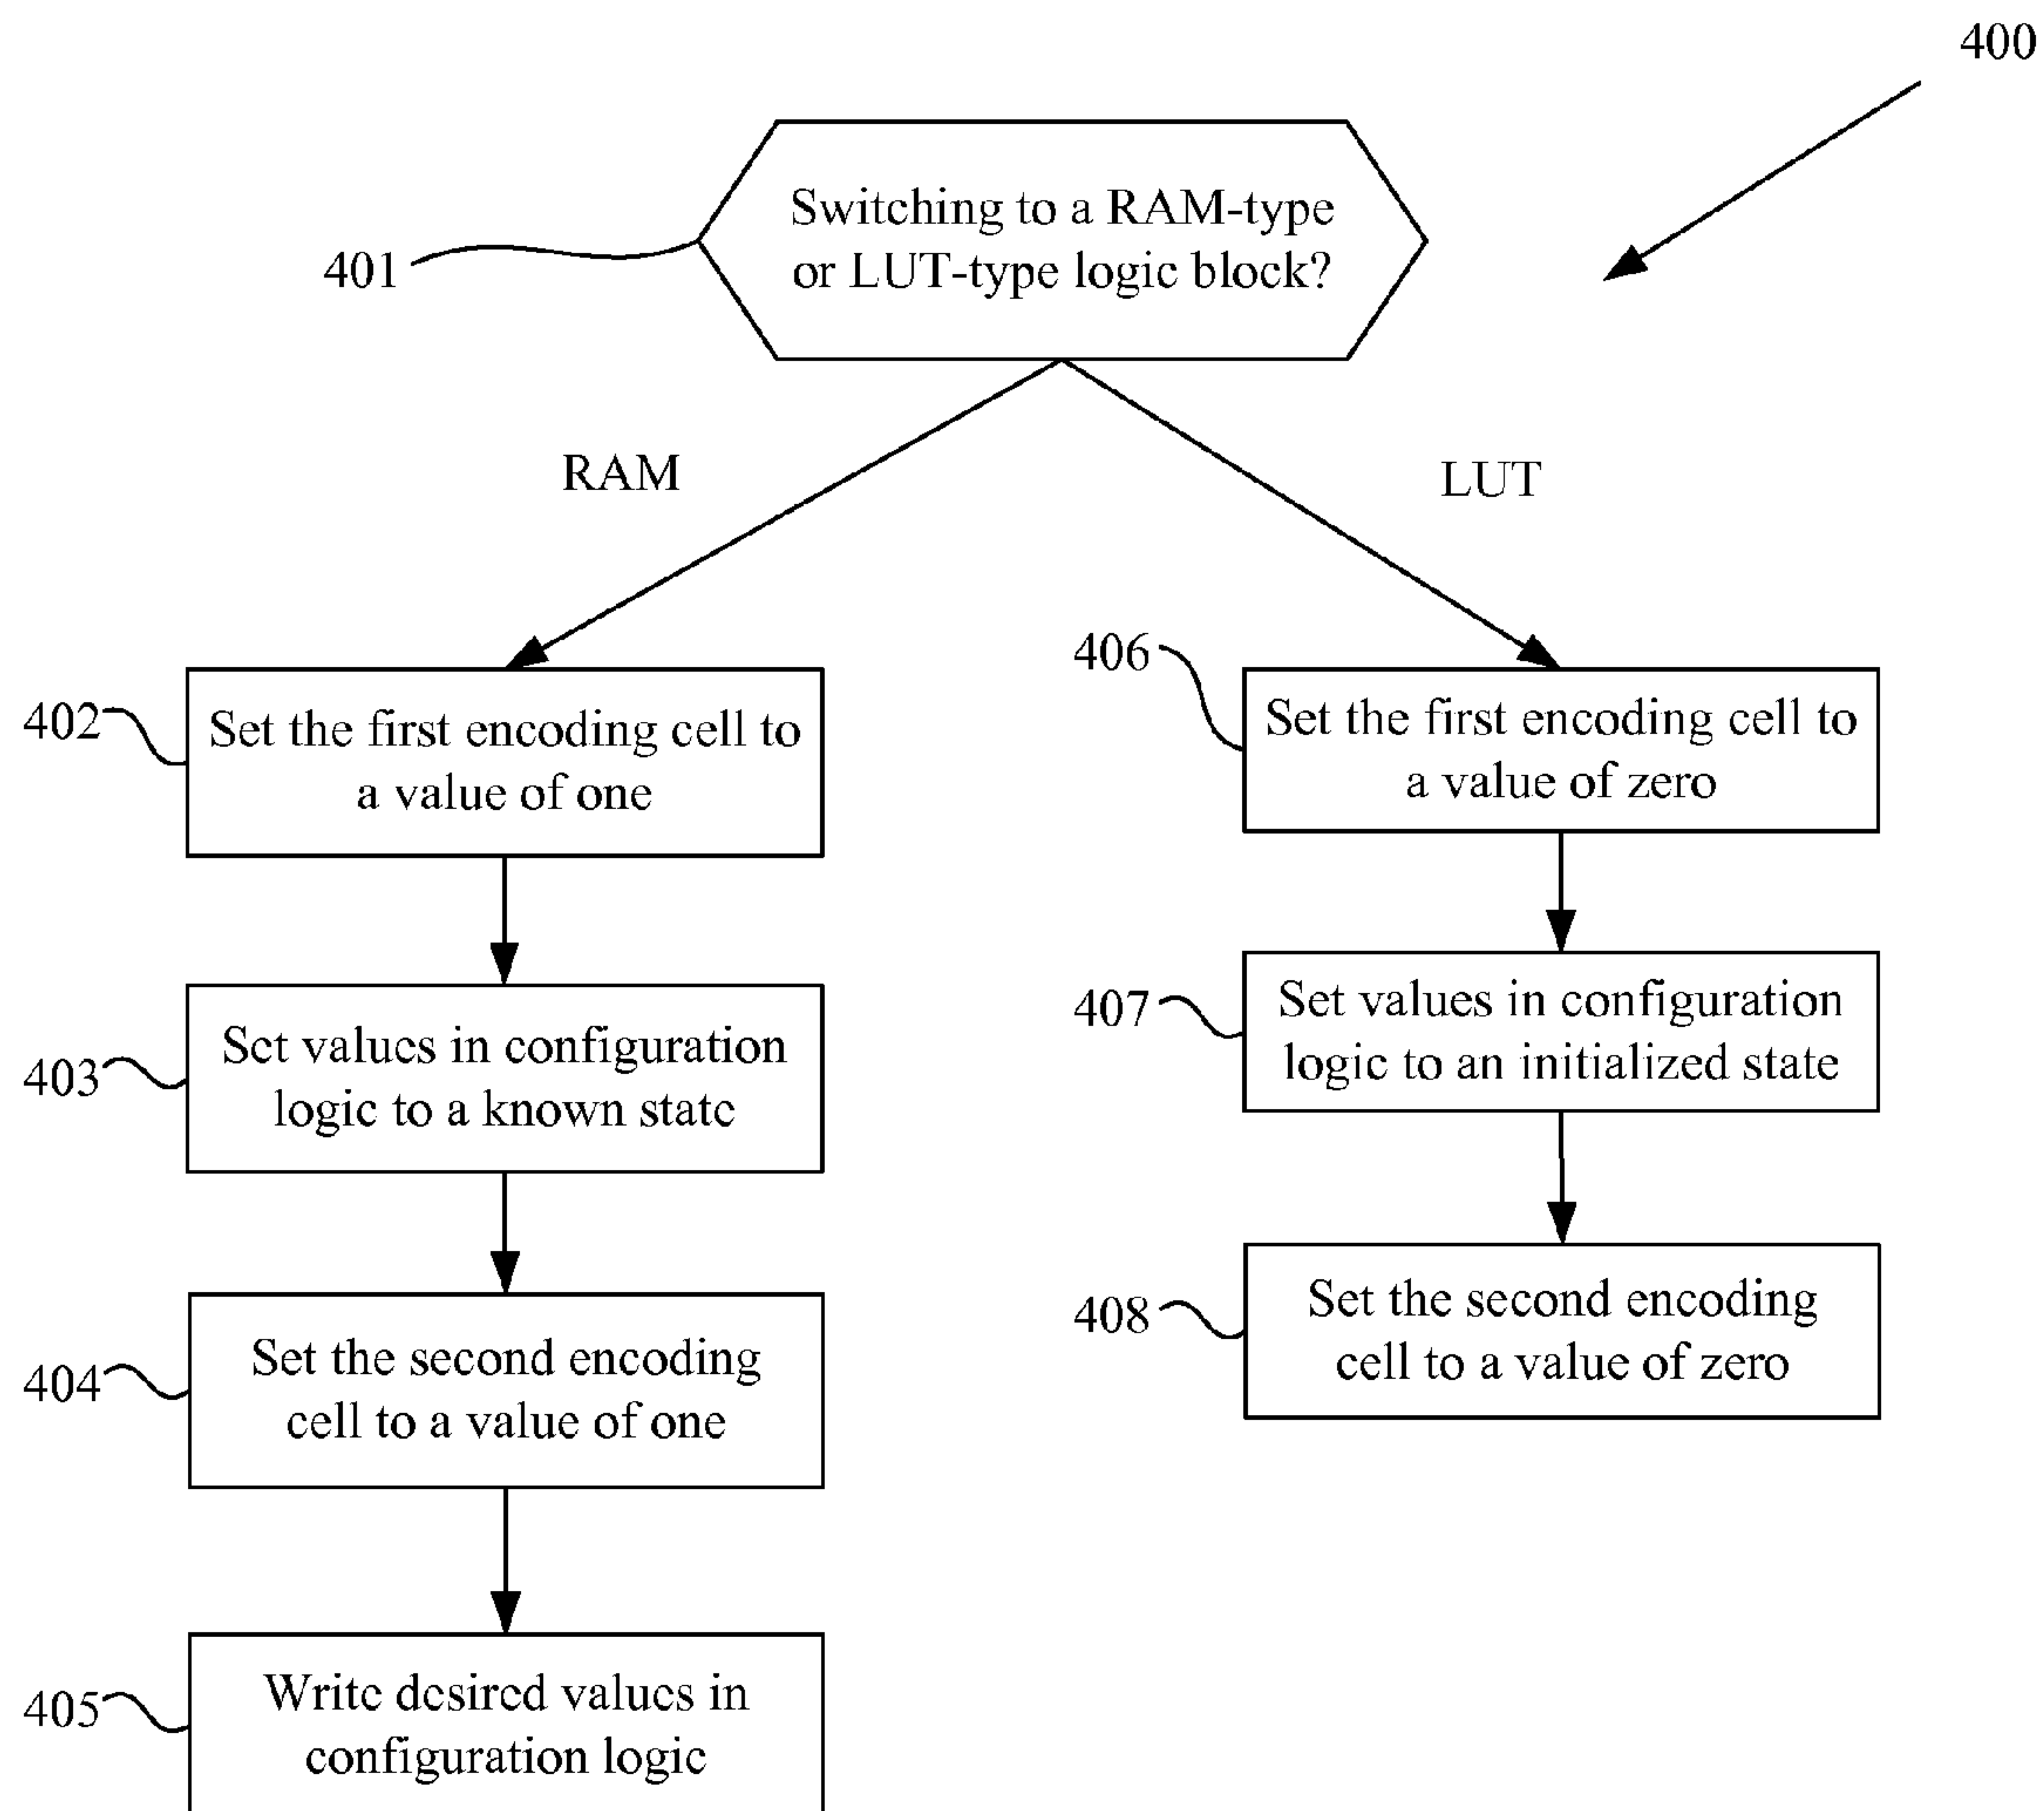 400
Switching to a RAM-type
or LUT-type logic block?
401
RAM
LUT
402
Set the first encoding cell to
a value of one
406
Set the first encoding cell to
a value of zero
403
Set values in configuration
logic to a known state
407
Set values in configuration
logic to an initialized state
404
Set the second encoding
cell to a value of one
408
Set the second encoding
cell to a value of zero
405
Write desired values in
configuration logic